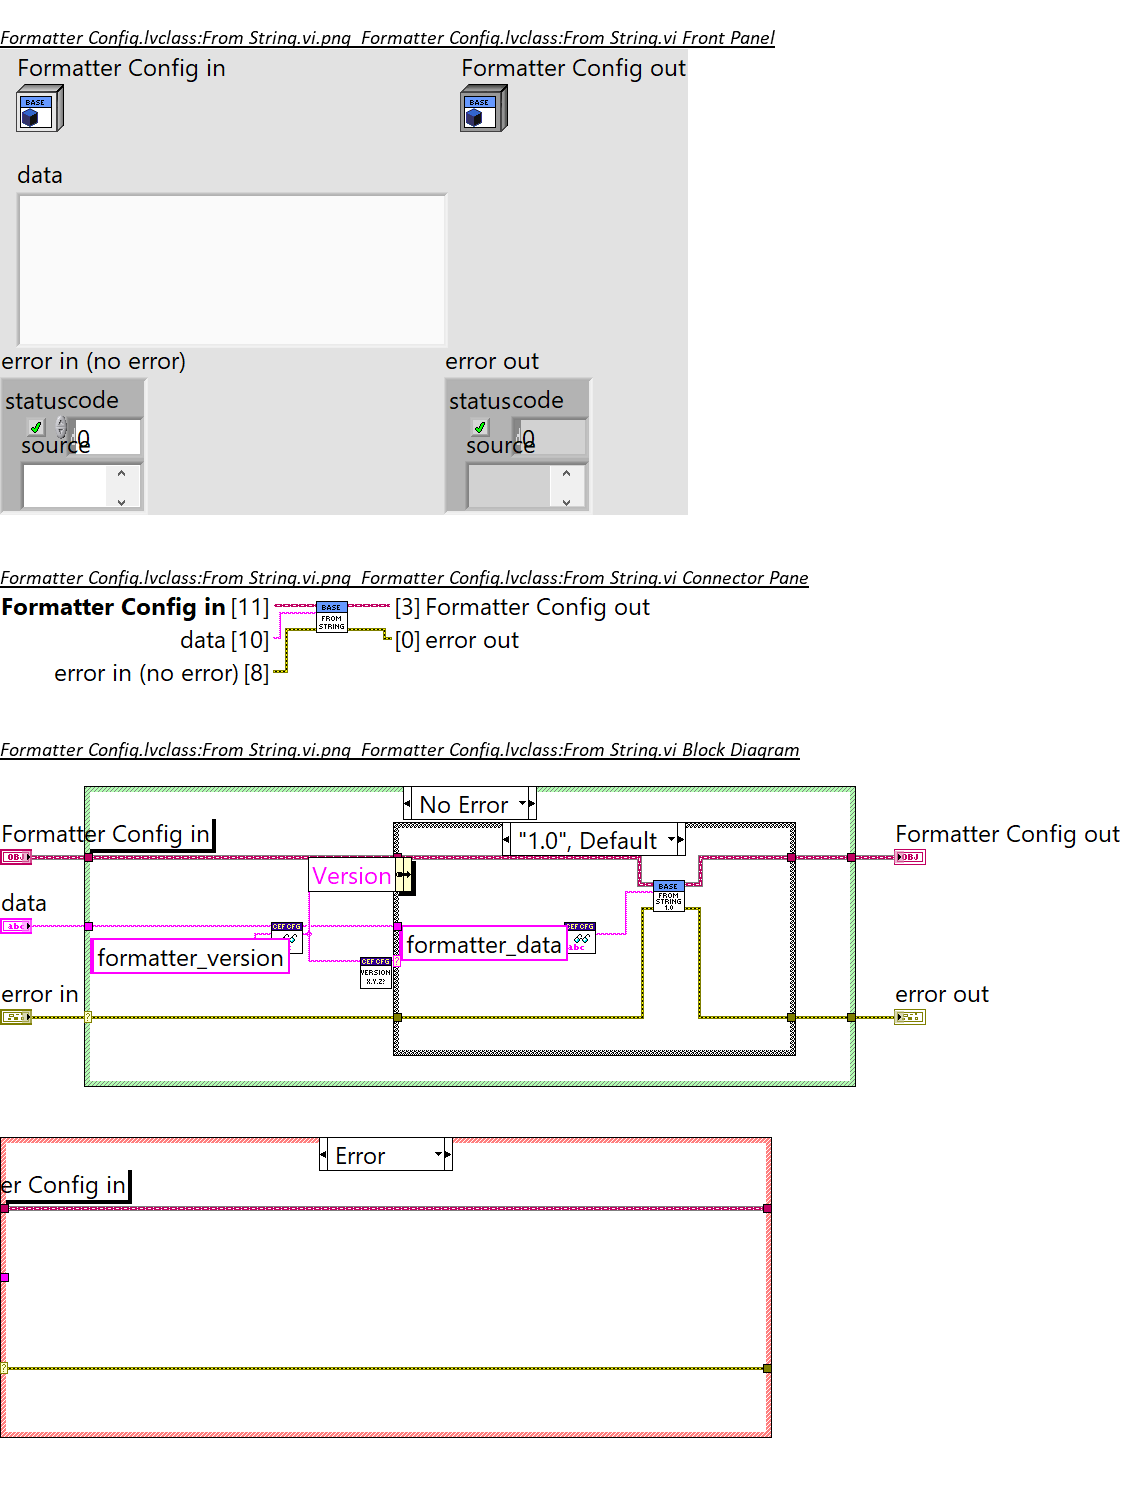 Formatter Config.lvclass:From String.vi.png Formatter Config.lvclass:From String.vi Front Panel
Formatter Config in Formatter Config out
BASE BASE
data
error in (no error) error out
status code status code
0 0
source source
Formatter Config.lvclass:From String.vi.png Formatter Config.lvclass:From String.vi Connector Pane
Formatter Config in [11] BASE [3] Formatter Config out
FROM
STRING
data [10] [0] error out
error in (no error) [8]
Formatter Config.lvclass:From String.vi.png Formatter Config.lvclass:From String.vi Block Diagram
No Error
Formatter Config in "1.0", Default Formatter Config out
OBJ OBJ
Version BASE
FROM
STRING
1.0
data
abc CEF CFG CEF CFG
formatter_version formatter_data abc
CEF CFG ?
VERSION
X.Y.Z?
error in error out
?
Error
er Config in
?